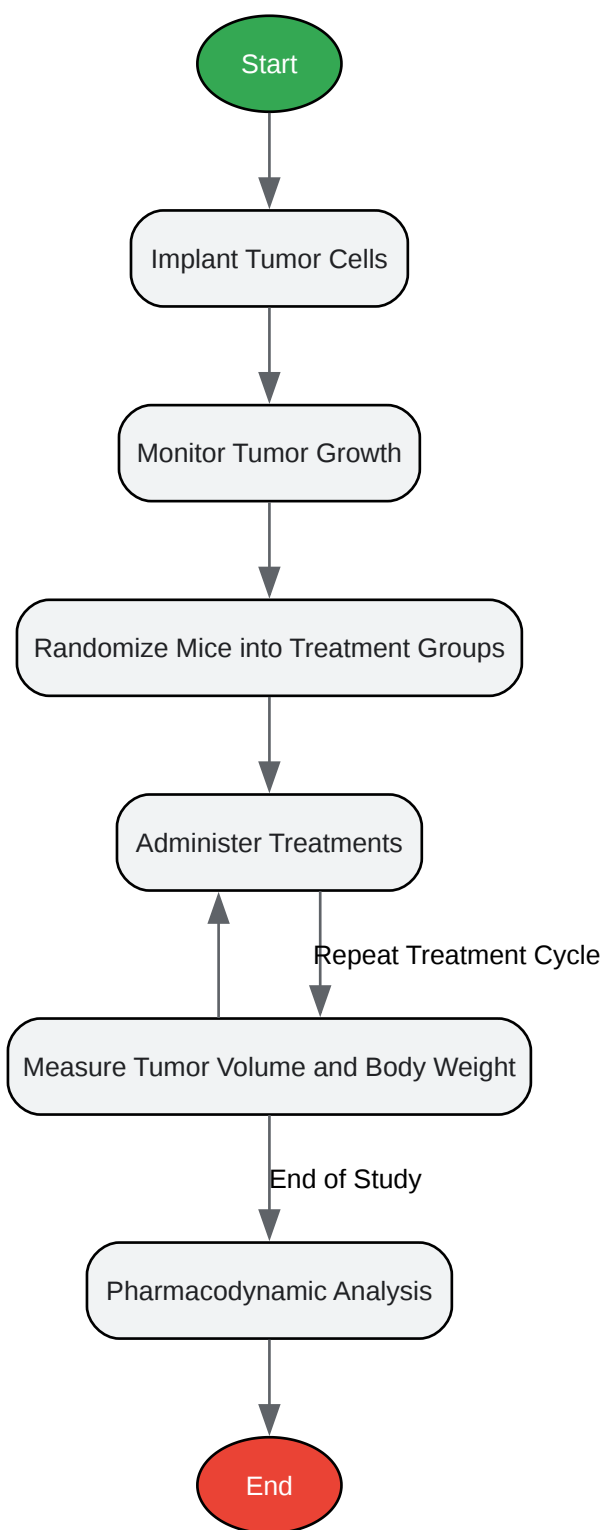 Start
Implant Tumor Cells
Monitor Tumor Growth
Randomize Mice into Treatment Groups
Administer Treatments
Repeat Treatment Cycle
Measure Tumor Volume and Body Weight
End of Study
Pharmacodynamic Analysis
End